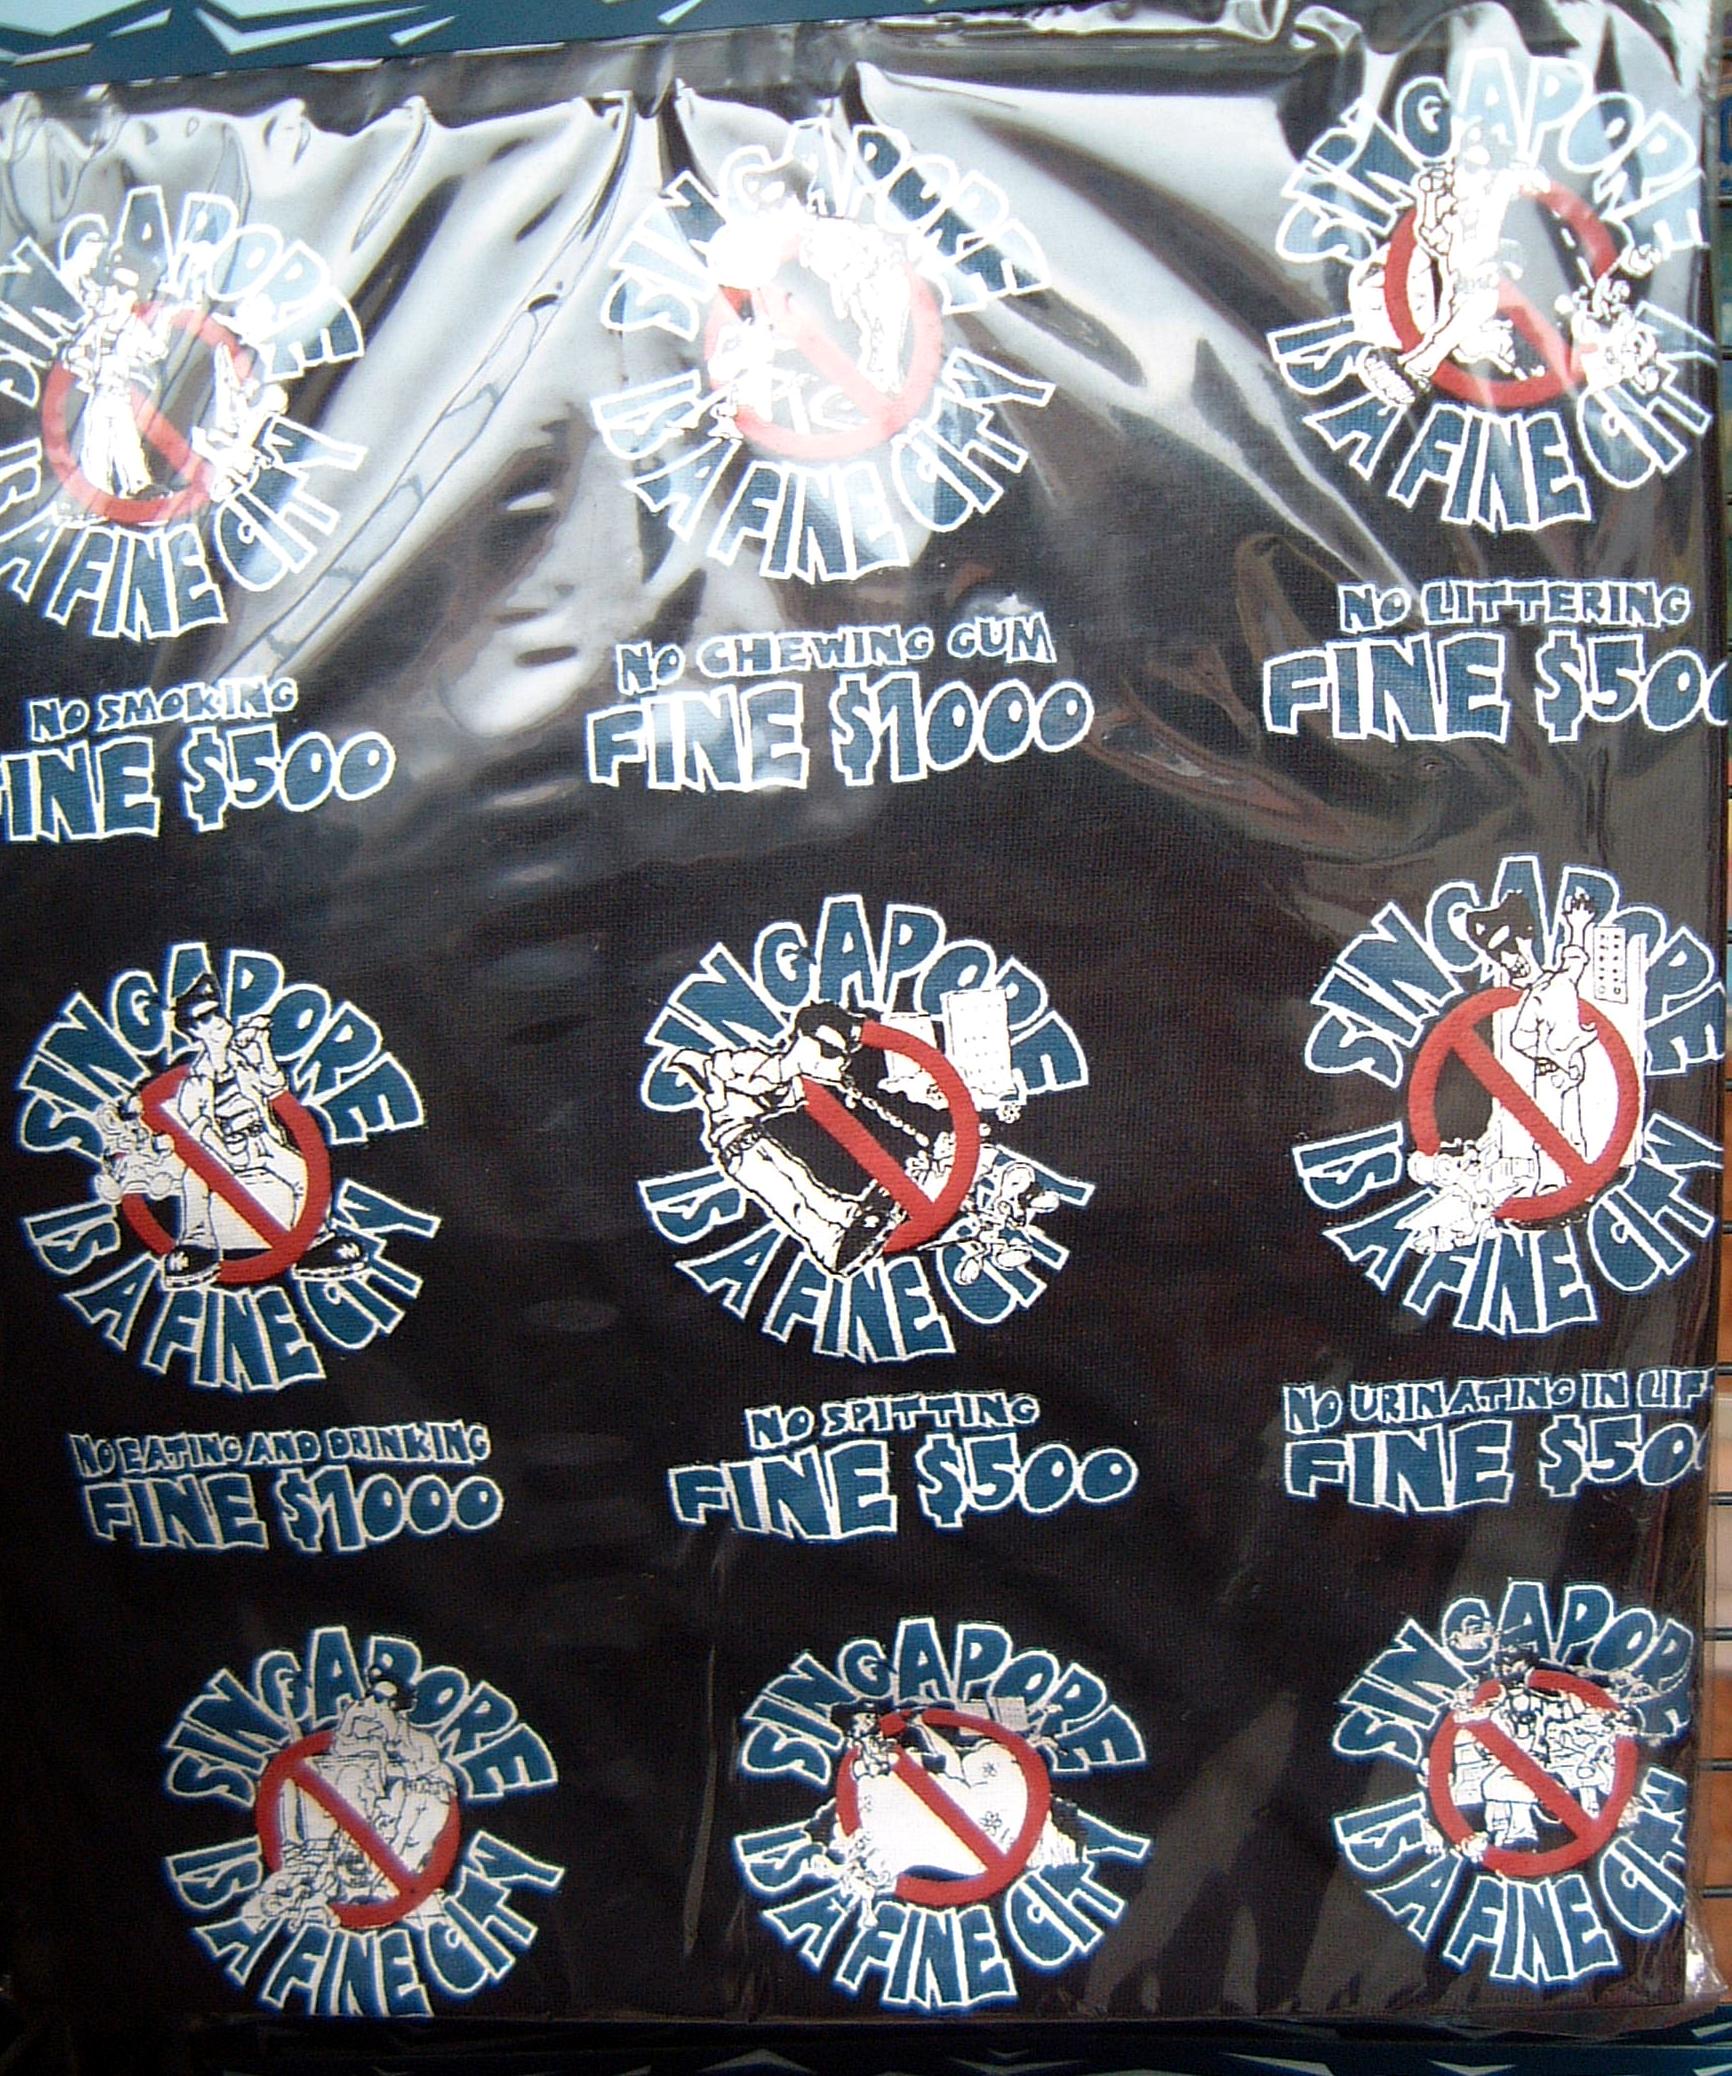 SINGAPORE
IS A FINE CITY
NO SMOKING
FINE $500
SINGAPORE
IS A FINE CITY
NO CHEWING GUM
FINE $1000
SINGAPORE
IS A FINE CITY
NO LITTERING
FINE $500
SINGAPORE
IS A FINE CITY
NO EATING AND DRINKING
FINE $1000
SINGAPORE
IS A FINE CITY
NO SPITTING
FINE $500
SINGAPORE
IS A FINE CITY
NO URINATING IN LIF
FINE $50
SINGAPORE
IS A FINE CITY
SINGAPORE
IS A FINE CITY
SINGAPORE
IS A FINE CITY